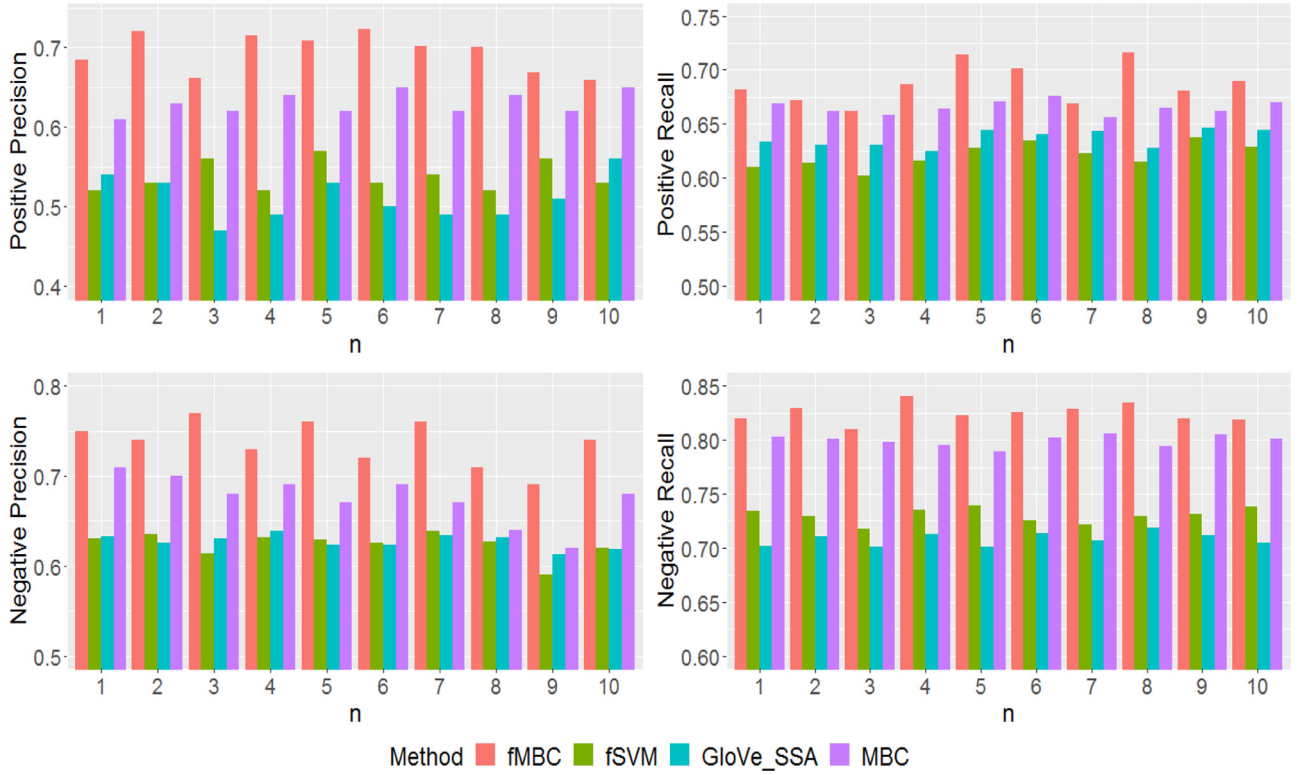 Positive Precision
0.7
0.6
0.5
0.4
1 2 3 4 5 6 7 8 9 10
n
Positive Recall
0.75
0.70
0.65
0.60
0.55
0.50
1 2 3 4 5 6 7 8 9 10
n
Negative Precision
0.8
0.7
0.6
0.5
1 2 3 4 5 6 7 8 9 10
n
Negative Recall
0.85
0.80
0.75
0.70
0.65
0.60
1 2 3 4 5 6 7 8 9 10
n
Method fMBC fSVM GloVe_SSA MBC